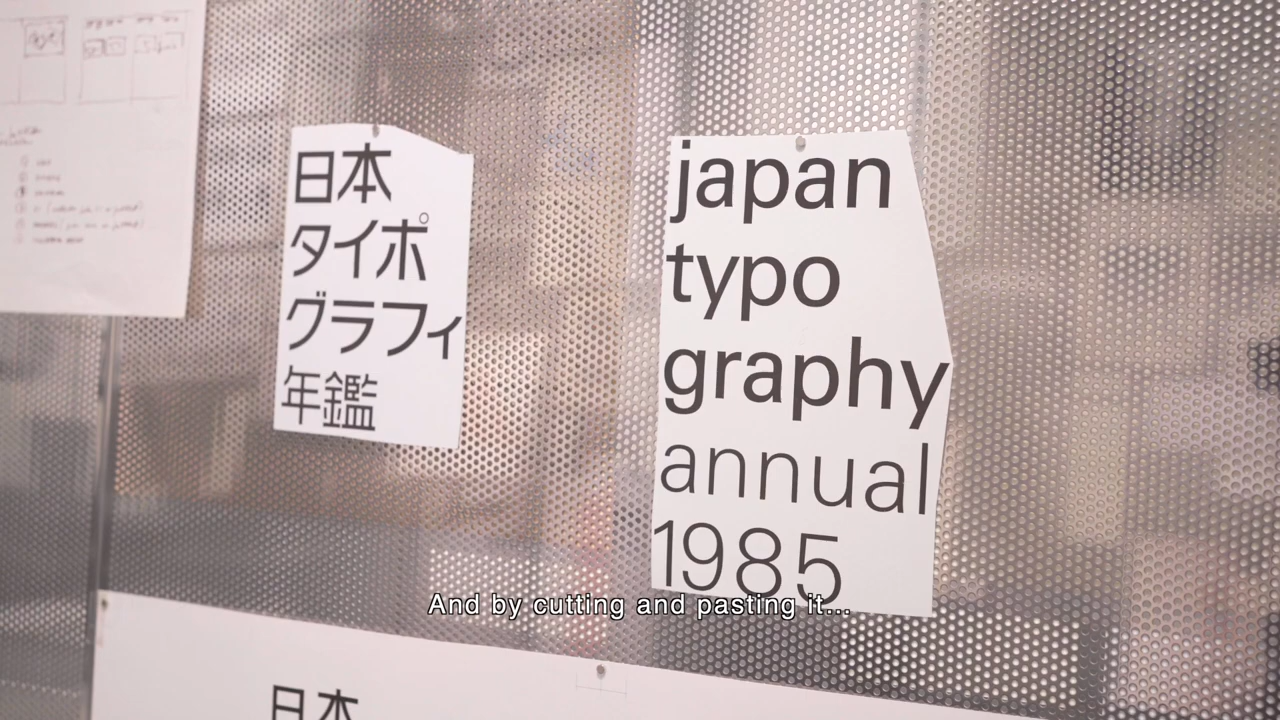 日本
タイポ
グラフィ
年鑑
japan
typo
graphy
annual
1985
And by cutting and pasting it...
日本